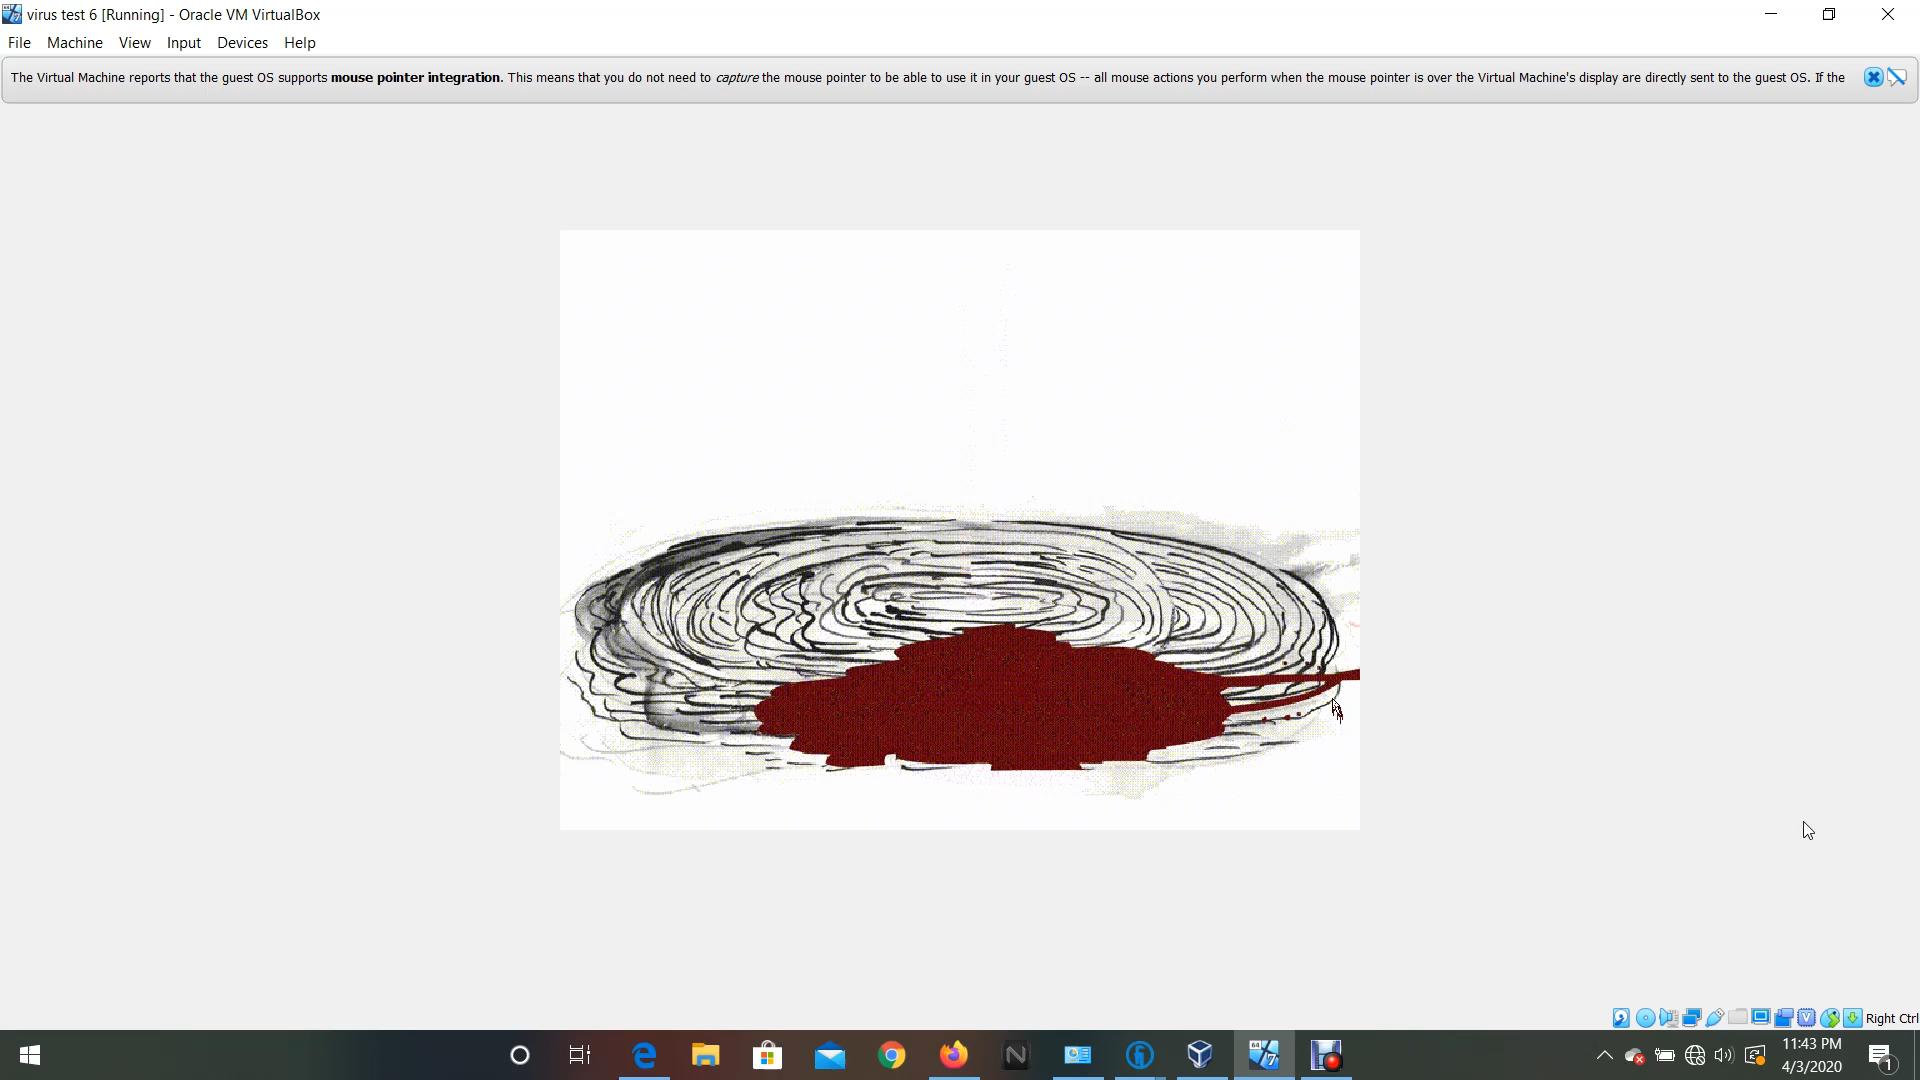 virus test 6 [Running] - Oracle VM VirtualBox
File Machine View Input Devices Help
The Virtual Machine reports that the guest OS supports mouse pointer integration. This means that you do not need to capture the mouse pointer to be able to use it in your guest OS -- all mouse actions you perform when the mouse pointer is over the Virtual Machine's display are directly sent to the guest OS. If the
Right Ctrl
64
7
N
11:43 PM
4/3/2020
1